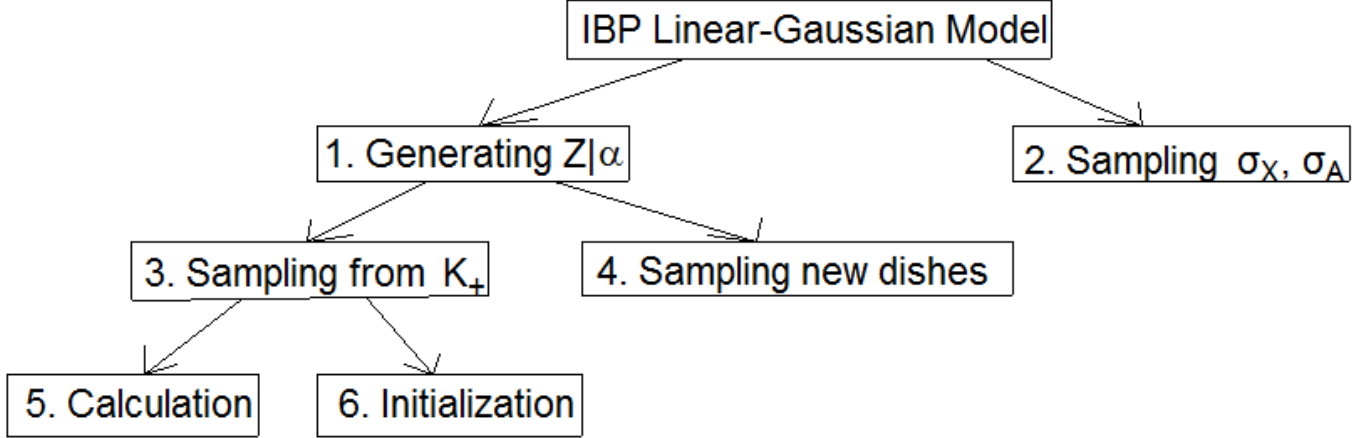 IBP Linear-Gaussian Model
1. Generating Z|α
2. Sampling σX, σA
3. Sampling from K+
4. Sampling new dishes
5. Calculation
6. Initialization